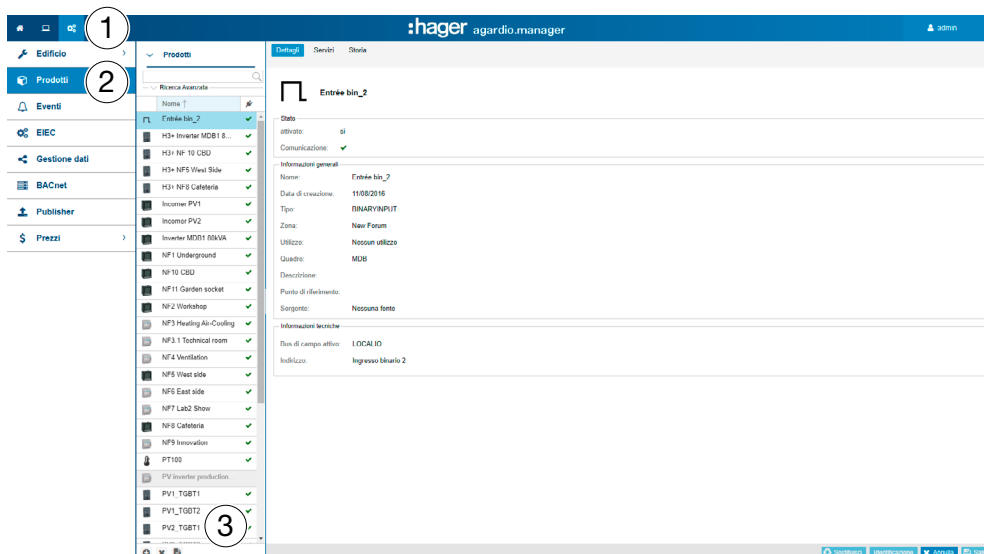 1
:hager agardio.manager
admin
Edificio
Prodotti
2
Eventi
EIEC
Gestione dati
BACnet
Publisher
Prezzi
Prodotti
Ricerca Avanzata
Nome
Entrée bin_2
H3+ Inverter MDB1 8...
H3+ NF 10 CBD
H3+ NF5 West Side
H3+ NF8 Cafeteria
Incomer PV1
Incomer PV2
Inverter MDB1 80kVA
NF1 Underground
NF10 CBD
NF11 Garden socket
NF2 Workshop
NF3 Heating Air-Cooling
NF3.1 Technical room
NF4 Ventilation
NF5 West side
NF6 East side
NF7 Lab2 Show
NF8 Cafeteria
NF9 Innovation
PT100
PV inverter production
PV1_TGBT1
PV1_TGBT2
PV2_TGBT1
3
Dettagli Servizi Storia
Entrée bin_2
Stato
attivato: si
Comunicazione:
Informazioni generali
Nome: Entrée bin_2
Data di creazione: 11/08/2016
Tipo: BINARYINPUT
Zona: New Forum
Utilizzo: Nessun utilizzo
Quadro: MDB
Descrizione:
Punto di riferimento:
Sorgente: Nessuna fonte
Informazioni tecniche
Bus di campo attivo: LOCALIO
Indirizzo: Ingresso binario 2
Sostituisci Identificazione Annulla